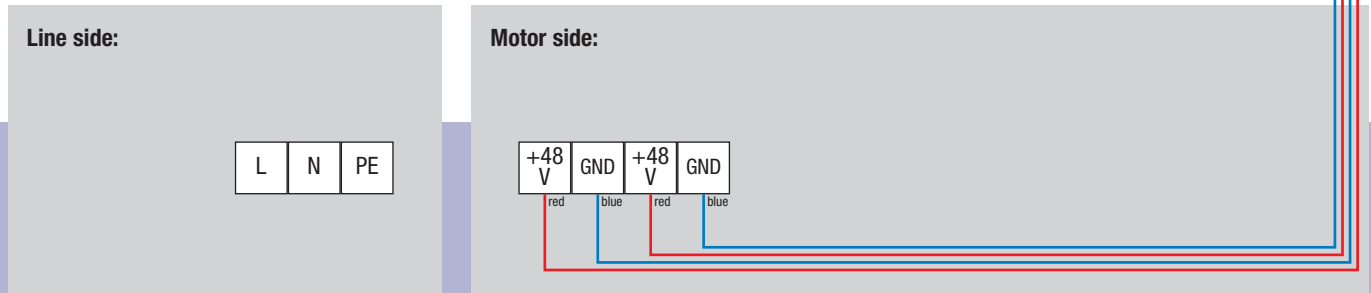 Line side:
Motor side:
L N PE
+48 V GND +48 V GND
red blue red blue